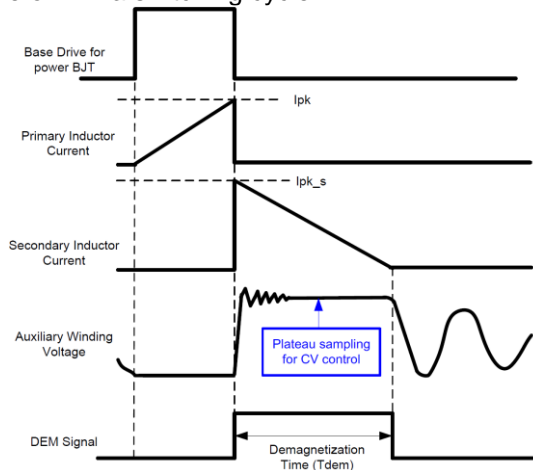 Base Drive for
power BJT
Ipk
Primary Inductor
Current
Ipk_s
Secondary Inductor
Current
Auxiliary Winding
Voltage
Plateau sampling
for CV control
DEM Signal
Demagnetization
Time (Tdem)